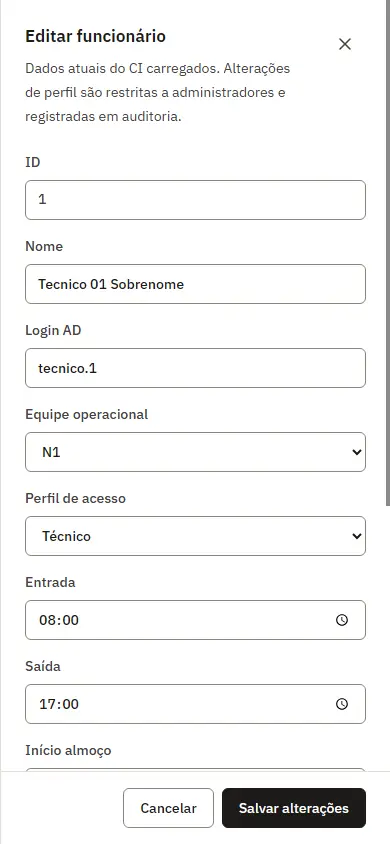 Editar funcionário
Dados atuais do CI carregados. Alterações
de perfil são restritas a administradores e
registradas em auditoria.
ID
1
Nome
Tecnico 01 Sobrenome
Login AD
tecnico.1
Equipe operacional
N1
Perfil de acesso
Técnico
Entrada
08:00
Saída
17:00
Início almoço
Cancelar
Salvar alterações